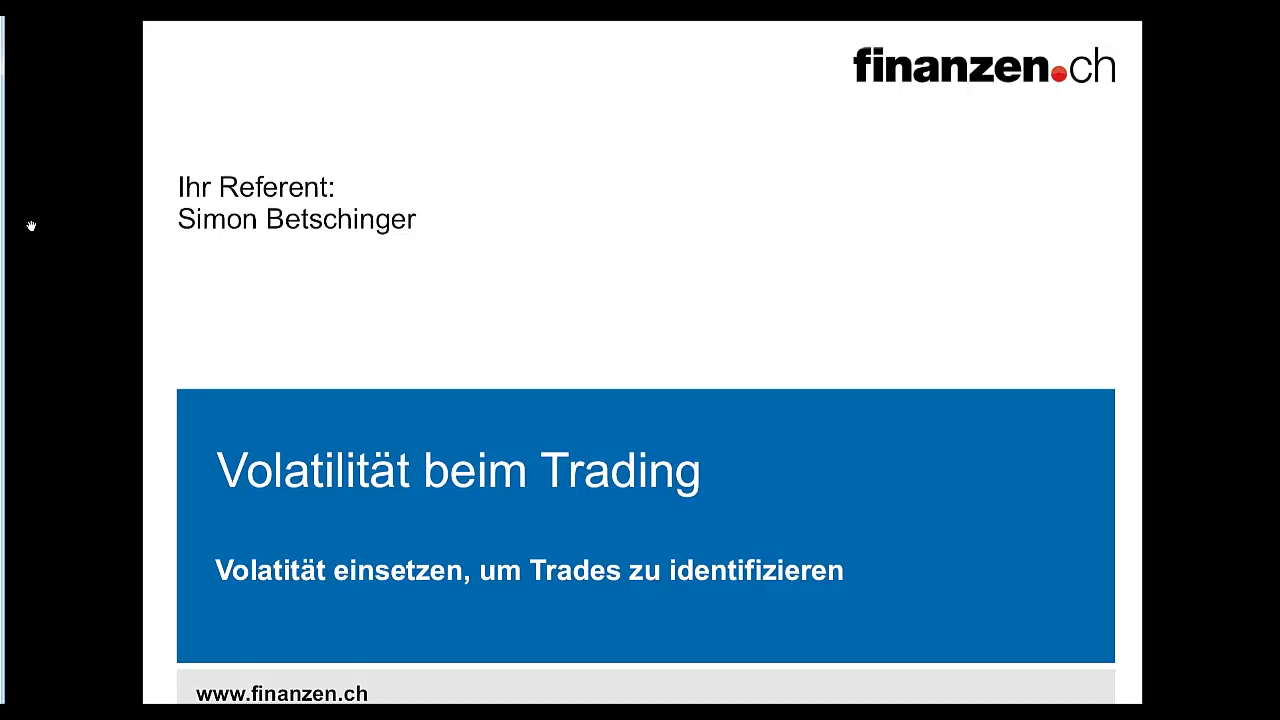 finanzen.ch
Ihr Referent:
Simon Betschinger
Volatilität beim Trading
Volatität einsetzen, um Trades zu identifizieren
www.finanzen.ch